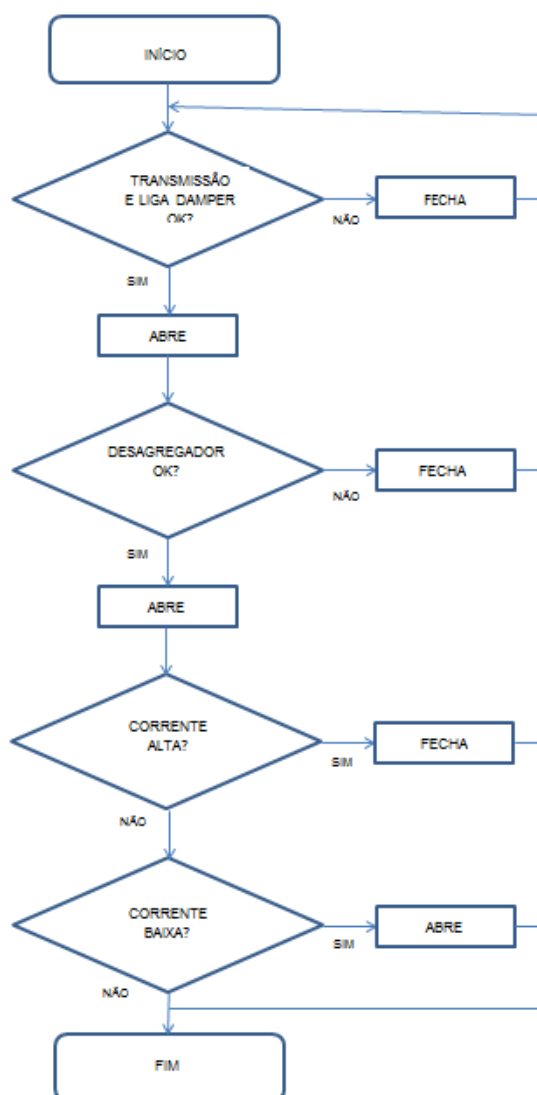 INÍCIO
TRANSMISSÃO
E LIGA DAMPER
OK?
NÃO
FECHA
SIM
ABRE
DESAGREGADOR
OK?
NÃO
FECHA
SIM
ABRE
CORRENTE
ALTA?
SIM
FECHA
NÃO
CORRENTE
BAIXA?
SIM
ABRE
NÃO
FIM